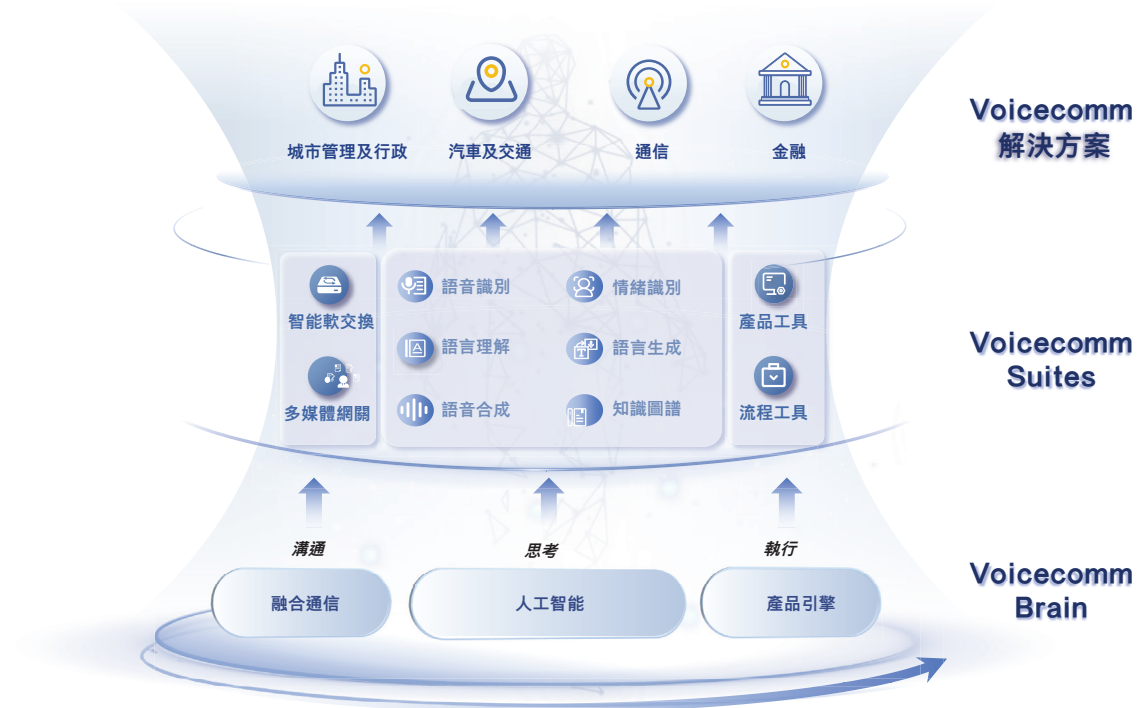 城市管理及行政
汽車及交通
通信
金融
Voicecomm
解決方案
智能軟交換
多媒體網關
語音識別
情緒識別
語言理解
語言生成
語音合成
知識圖譜
產品工具
流程工具
Voicecomm
Suites
溝通
思考
執行
融合通信
人工智能
產品引擎
Voicecomm
Brain